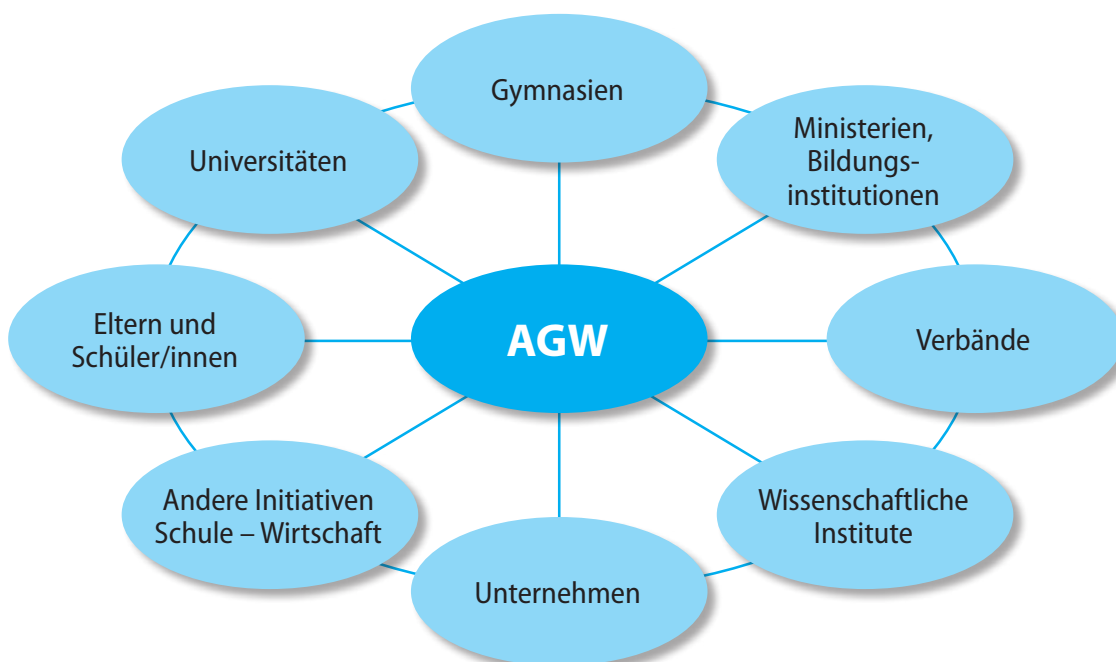 Gymnasien
Ministerien,
Bildungs-
institutionen
Universitäten
Eltern und
Schüler/innen
AGW
Verbände
Andere Initiativen
Schule – Wirtschaft
Wissenschaftliche
Institute
Unternehmen